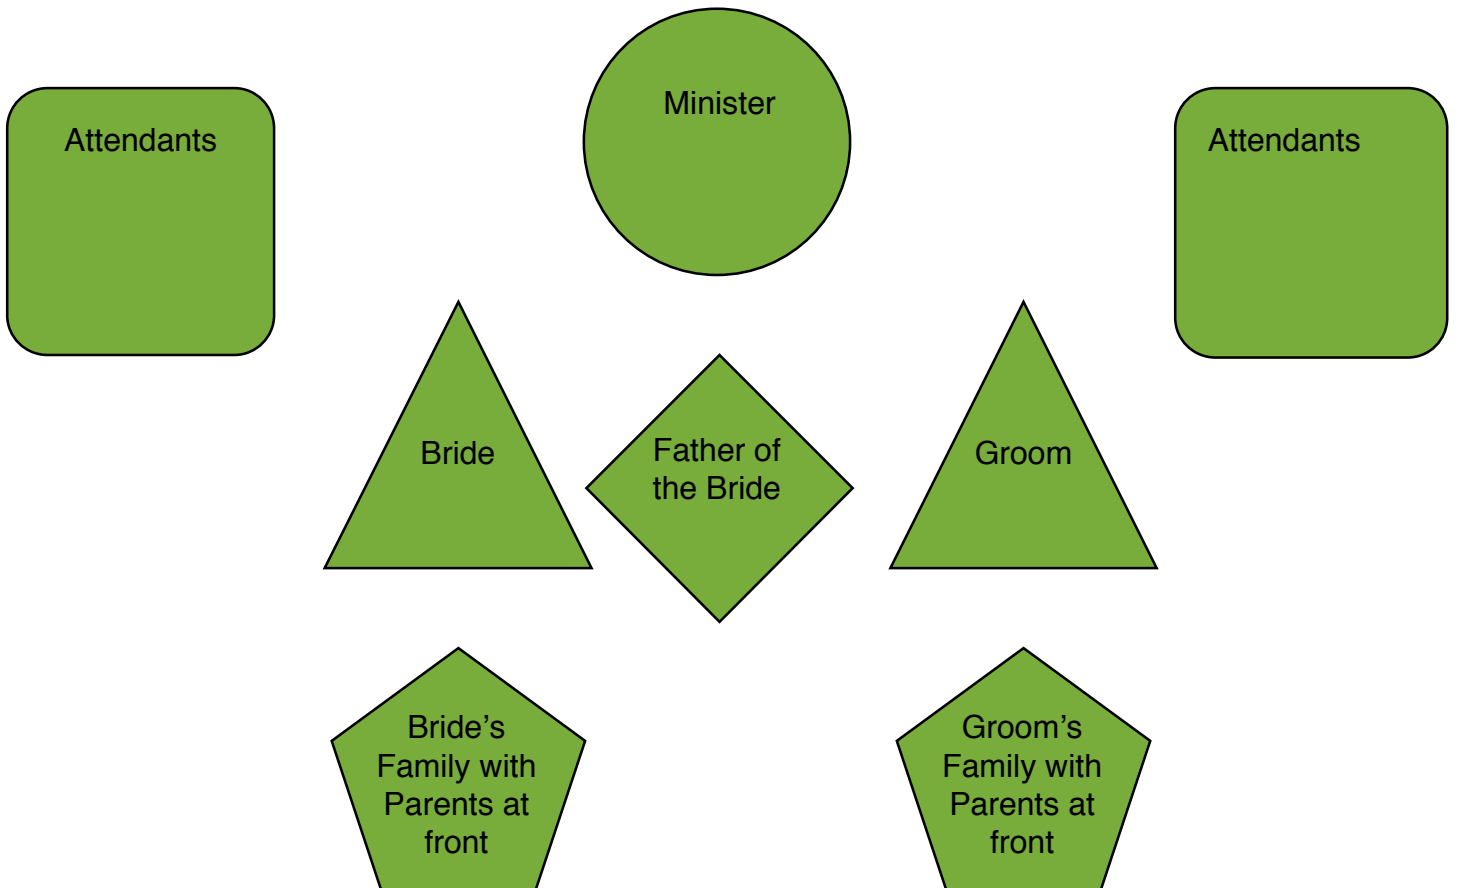 Minister
Attendants
Attendants
Bride
Father of
the Bride
Groom
Bride’s
Family with
Parents at
front
Groom’s
Family with
Parents at
front